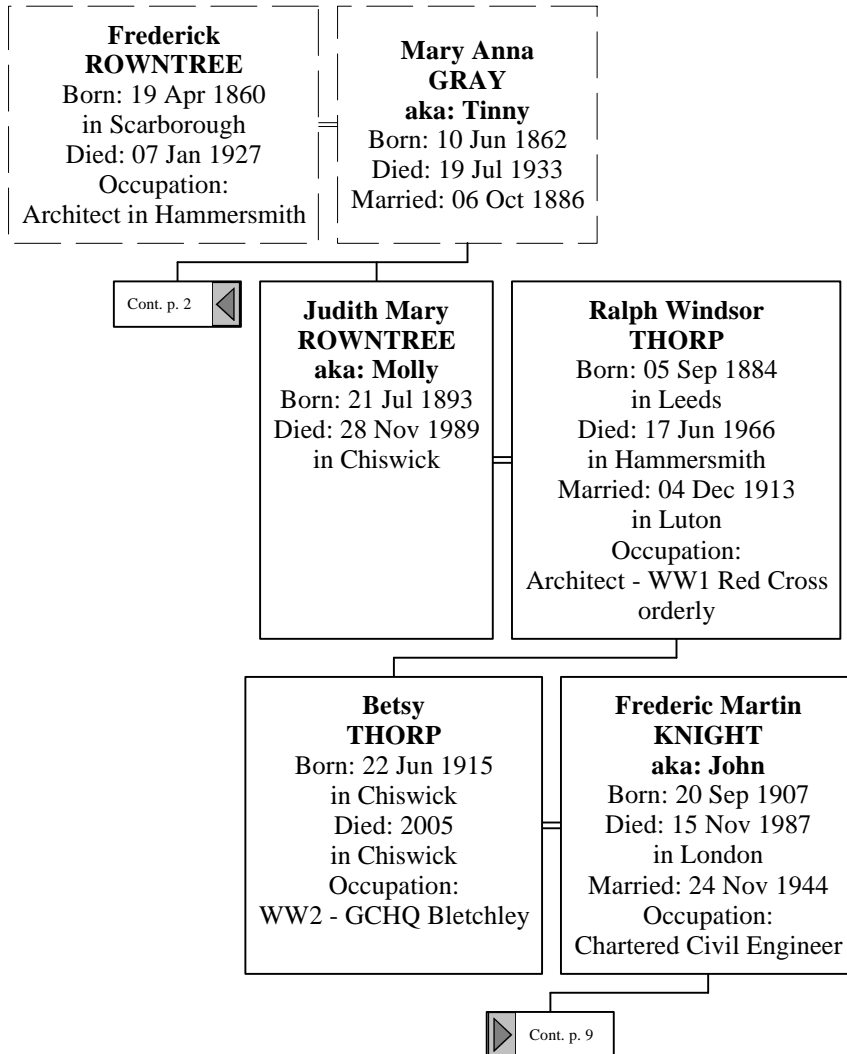 Frederick
ROWNTREE
Born: 19 Apr 1860
in Scarborough
Died: 07 Jan 1927
Occupation:
Architect in Hammersmith
Mary Anna
GRAY
aka: Tinny
Born: 10 Jun 1862
Died: 19 Jul 1933
Married: 06 Oct 1886
Cont. p. 2
Judith Mary
ROWNTREE
aka: Molly
Born: 21 Jul 1893
Died: 28 Nov 1989
in Chiswick
Ralph Windsor
THORP
Born: 05 Sep 1884
in Leeds
Died: 17 Jun 1966
in Hammersmith
Married: 04 Dec 1913
in Luton
Occupation:
Architect - WW1 Red Cross
orderly
Betsy
THORP
Born: 22 Jun 1915
in Chiswick
Died: 2005
in Chiswick
Occupation:
WW2 - GCHQ Bletchley
Frederic Martin
KNIGHT
aka: John
Born: 20 Sep 1907
Died: 15 Nov 1987
in London
Married: 24 Nov 1944
Occupation:
Chartered Civil Engineer
Cont. p. 9